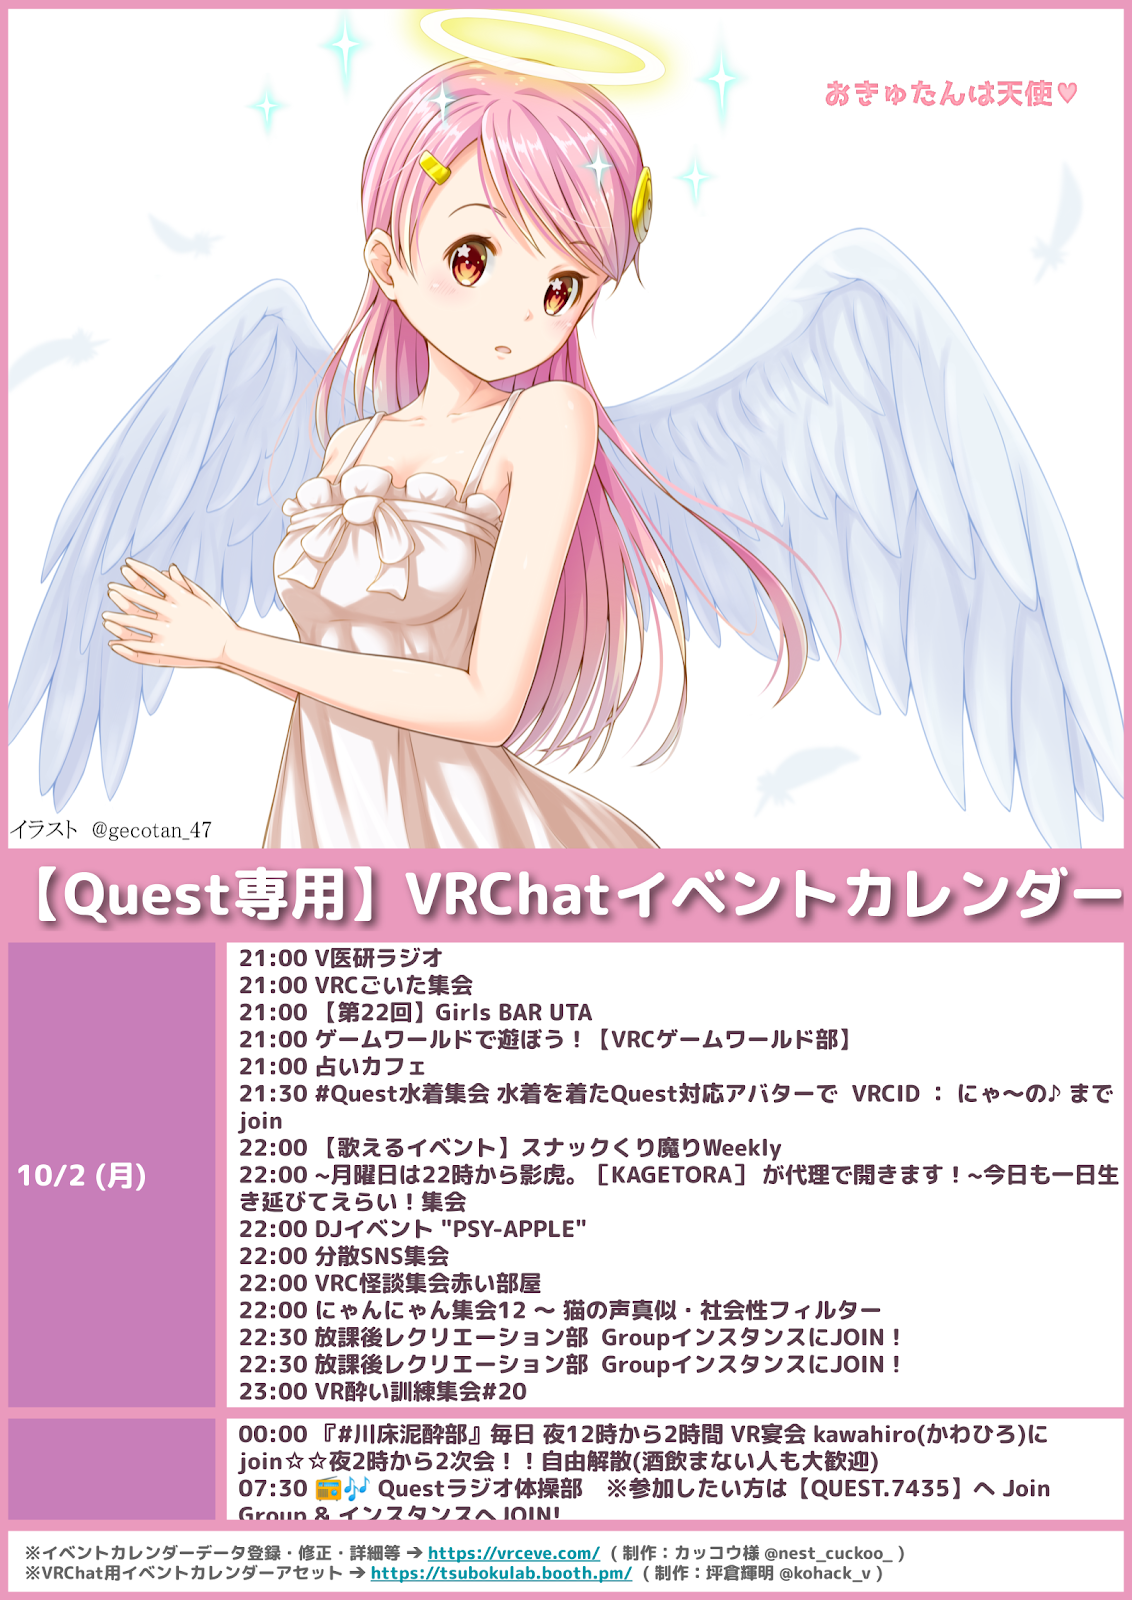 おきゅたんは天使♥
イラスト @gecotan_47
【Quest専用】VRChatイベントカレンダー
10/2 (月)
21:00 V医研ラジオ
21:00 VRCごいた集会
21:00 【第22回】Girls BAR UTA
21:00 ゲームワールドで遊ぼう！【VRCゲームワールド部】
21:00 占いカフェ
21:30 #Quest水着集会 水着を着たQuest対応アバターで VRCID ： にゃ～の♪ まで
join
22:00 【歌えるイベント】スナックくり魔りWeekly
22:00 ~月曜日は22時から影虎。［KAGETORA］ が代理で開きます！~今日も一日生
き延びてえらい！集会
22:00 DJイベント "PSY-APPLE"
22:00 分散SNS集会
22:00 VRC怪談集会赤い部屋
22:00 にゃんにゃん集会12 ～ 猫の声真似・社会性フィルター
22:30 放課後レクリエーション部 GroupインスタンスにJOIN！
22:30 放課後レクリエーション部 GroupインスタンスにJOIN！
23:00 VR酔い訓練集会#20
00:00 『#川床泥酔部』毎日 夜12時から2時間 VR宴会 kawahiro(かわひろ)に
join☆☆夜2時から2次会！！自由解散(酒飲まない人も大歓迎)
07:30 📻🎶 Questラジオ体操部　※参加したい方は【QUEST.7435】へ Join
Group & インスタンスへJOIN!
※イベントカレンダーデータ登録・修正・詳細等 ➔ https://vrceve.com/ ( 制作：カッコウ様 @nest_cuckoo_ )
※VRChat用イベントカレンダーアセット ➔ https://tsubokulab.booth.pm/ ( 制作：坪倉輝明 @kohack_v )